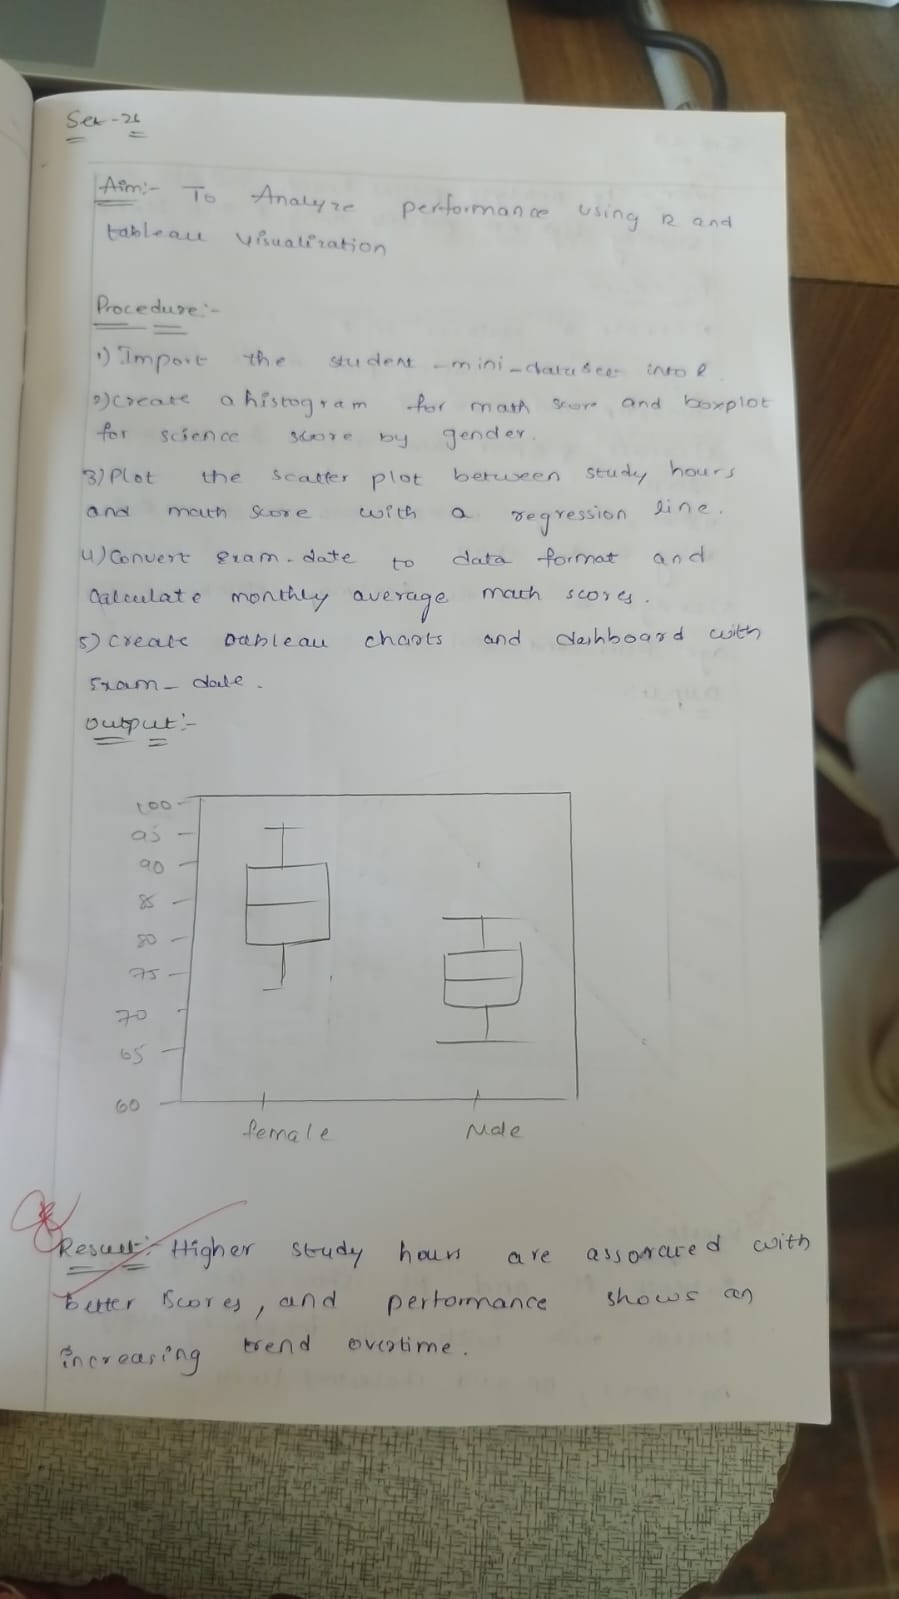 Set-26
Aim:- To Analyze performance using R and
tableau visualization
Procedure:-
1) Import the student-mini-dataset into R
2) Create a histogram for math score and boxplot
for science score by gender.
3) Plot the scatter plot between study hours
and math score with a regression line.
4) Convert exam-date to data format and
Calculate monthly average math scores.
5) Create Tableau charts and dashboard with
Exam-date.
Output:-
100
95
90
85
80
75
70
65
60
female Male
Result:- Higher study hours are assorated with
better scores, and performance shows an
increasing trend overtime.